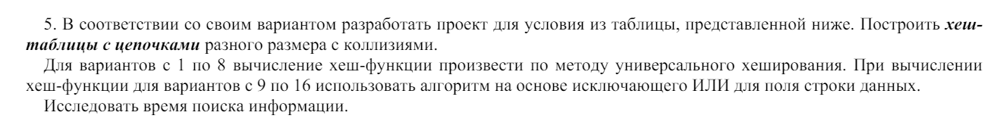 5. В соответствии со своим вариантом разработать проект для условия из таблицы, представленной ниже. Построить хеш-
таблицы с цепочками разного размера с коллизиями.
Для вариантов с 1 по 8 вычисление хеш-функции произвести по методу универсального хеширования. При вычислении
хеш-функции для вариантов с 9 по 16 использовать алгоритм на основе исключающего ИЛИ для поля строки данных.
Исследовать время поиска информации.